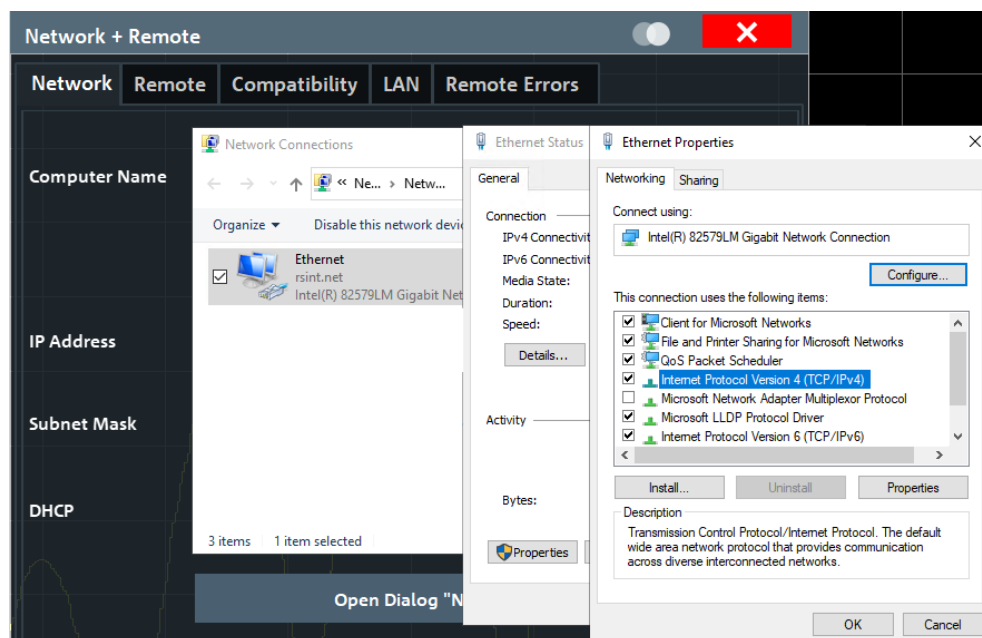 Network + Remote
Network Remote Compatibility LAN Remote Errors
Computer Name
IP Address
Subnet Mask
DHCP
Network Connections
« Ne... › Netw...
Organize Disable this network devi
Ethernet
rsint.net
Intel(R) 82579LM Gigabit Net
3 items 1 item selected
Open Dialog "N
Ethernet Status
General
Connection
IPv4 Connectivit
IPv6 Connectivit
Media State:
Duration:
Speed:
Details...
Activity
Bytes:
Properties
Ethernet Properties
Networking Sharing
Connect using:
Intel(R) 82579LM Gigabit Network Connection
Configure...
This connection uses the following items:
Client for Microsoft Networks
File and Printer Sharing for Microsoft Networks
QoS Packet Scheduler
Internet Protocol Version 4 (TCP/IPv4)
Microsoft Network Adapter Multiplexor Protocol
Microsoft LLDP Protocol Driver
Internet Protocol Version 6 (TCP/IPv6)
Install... Uninstall Properties
Description
Transmission Control Protocol/Internet Protocol. The default
wide area network protocol that provides communication
across diverse interconnected networks.
OK Cancel